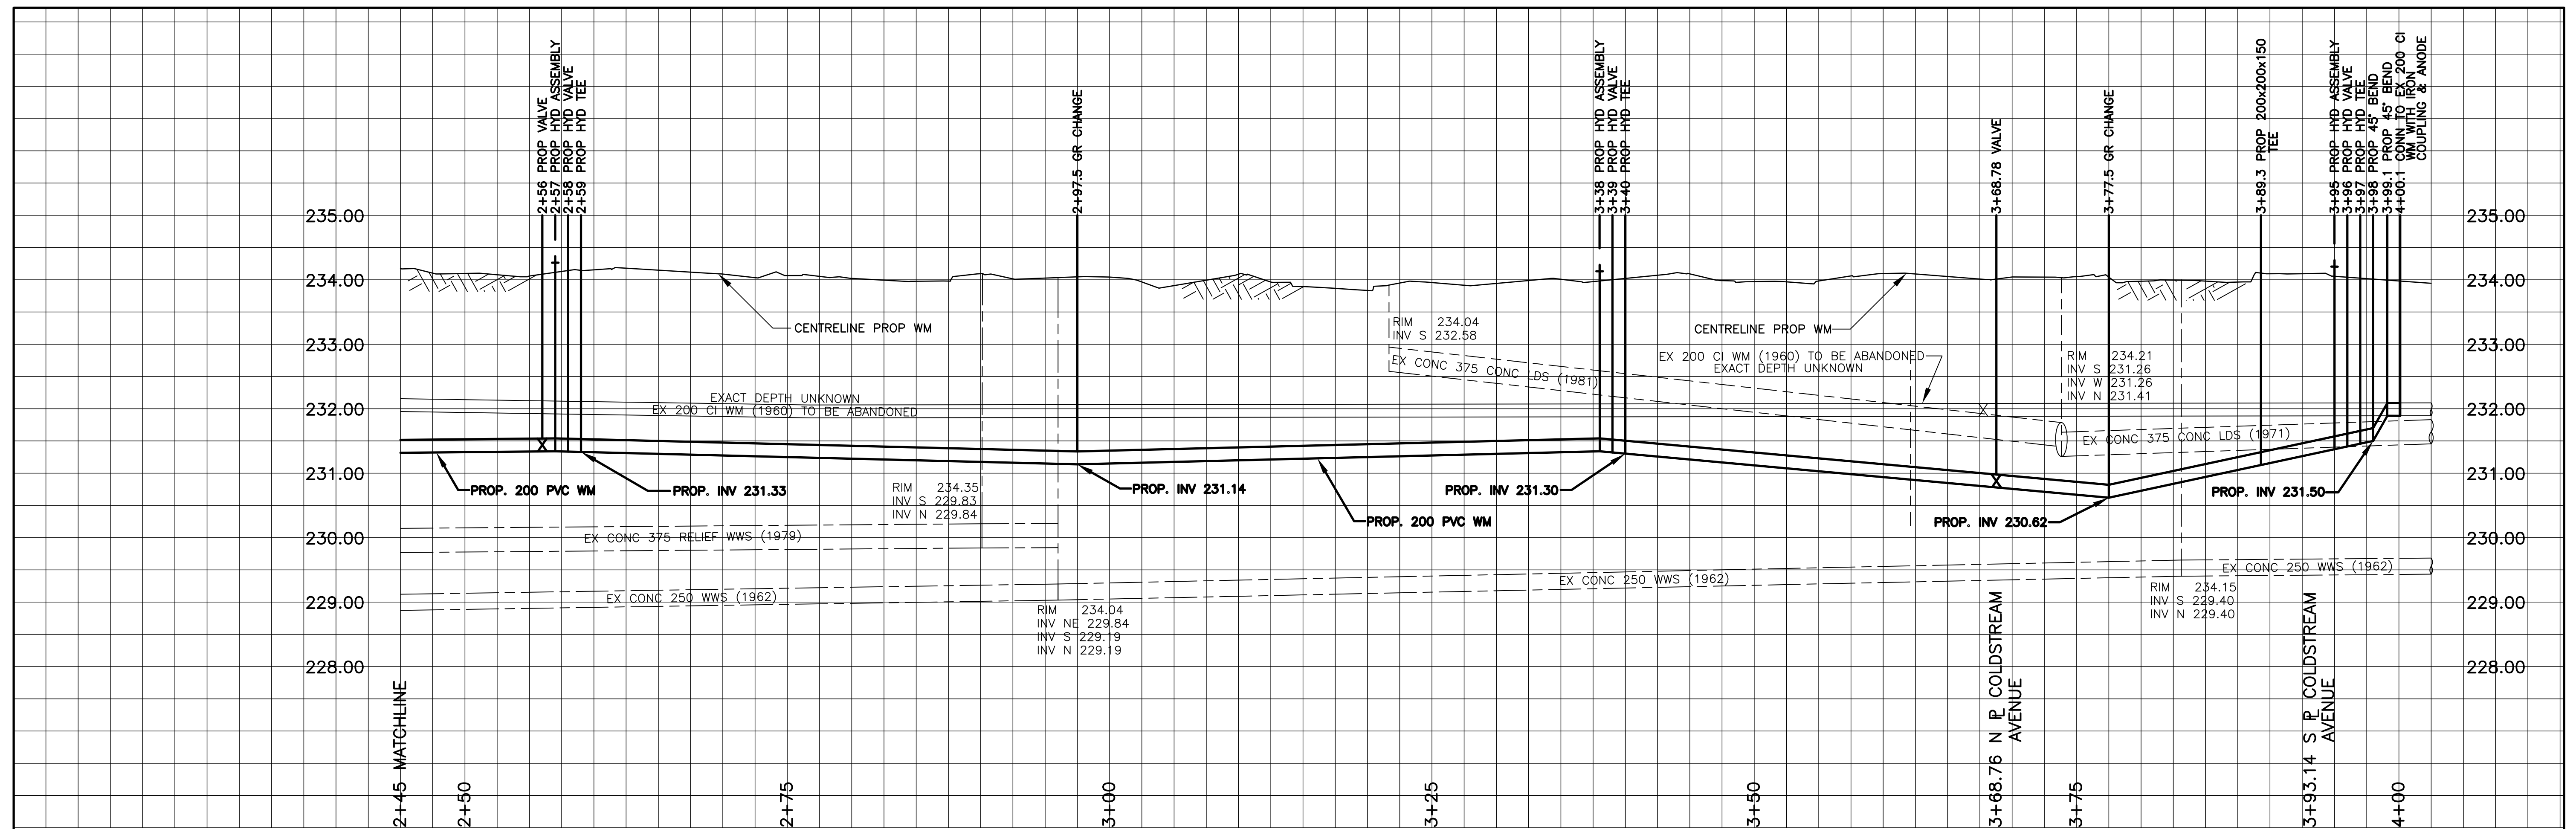 2+56 PROP VALVE
2+57 PROP HYD ASSEMBLY
2+58 PROP HYD VALVE
2+59 PROP HYD TEE
2+97.5 GR CHANGE
3+38 PROP HYD ASSEMBLY
3+39 PROP HYD VALVE
3+40 PROP HYD TEE
3+68.78 VALVE
3+77.5 GR CHANGE
3+89.3 PROP 200x200x150
TEE
3+95 PROP HYD ASSEMBLY
3+96 PROP HYD VALVE
3+97 PROP HYD TEE
3+98 PROP 45° BEND
3+99.1 PROP 45° BEND
4+00.1 CONN TO EX 200 CI
WM WITH IRON
COUPLING & ANODE
235.00
235.00
234.00
234.00
233.00
233.00
232.00
232.00
231.00
231.00
230.00
230.00
229.00
229.00
228.00
228.00
CENTRELINE PROP WM
RIM 234.04
INV S 232.58
EX CONC 375 CONC LDS (1981)
CENTRELINE PROP WM
EX 200 CI WM (1960) TO BE ABANDONED
EXACT DEPTH UNKNOWN
RIM 234.21
INV S 231.26
INV W 231.26
INV N 231.41
EXACT DEPTH UNKNOWN
EX 200 CI WM (1960) TO BE ABANDONED
EX CONC 375 CONC LDS (1971)
PROP. 200 PVC WM
PROP. INV 231.33
RIM 234.35
INV S 229.83
INV N 229.84
PROP. INV 231.14
PROP. 200 PVC WM
PROP. INV 231.30
PROP. INV 230.62
PROP. INV 231.50
EX CONC 375 RELIEF WWS (1979)
EX CONC 250 WWS (1962)
EX CONC 250 WWS (1962)
EX CONC 250 WWS (1962)
RIM 234.04
INV NE 229.84
INV S 229.19
INV N 229.19
RIM 234.15
INV S 229.40
INV N 229.40
2+45 MATCHLINE
2+50
2+75
3+00
3+25
3+50
3+68.76 N PL COLDSTREAM
AVENUE
3+75
3+93.14 S PL COLDSTREAM
AVENUE
4+00